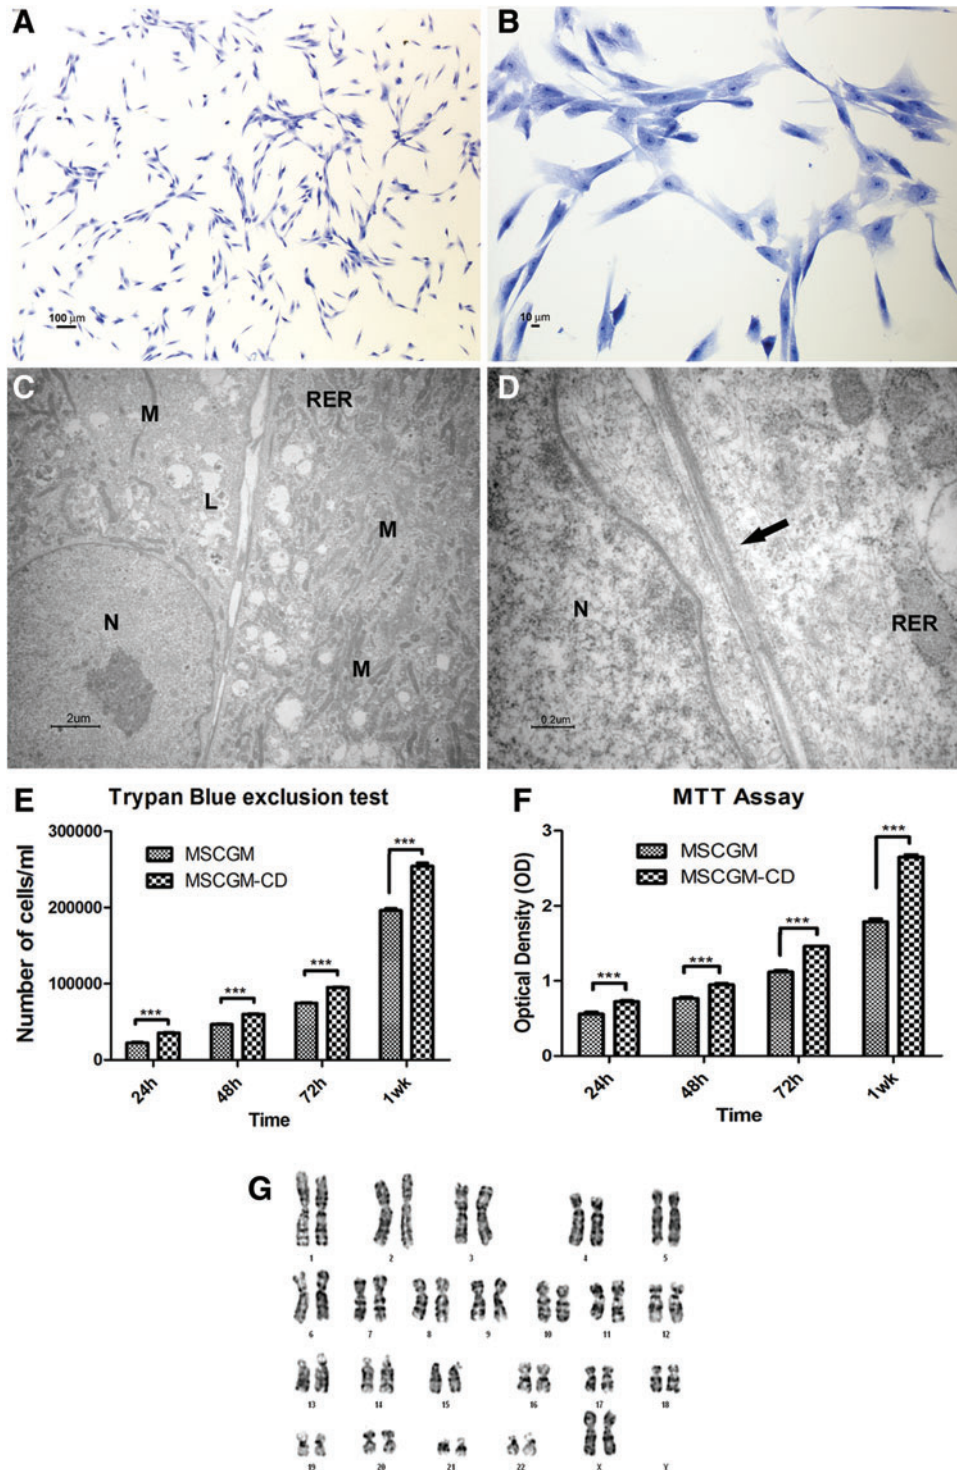 A
B
100 µm
10 µm
C
M
RER
D
L
M
N
N
RER
M
2um
0.2um
E Trypan Blue exclusion test
F MTT Assay
300000
200000
100000
0
Number of cells/ml
MSCGM
MSCGM-CD
***
***
***
***
24h
48h
72h
1wk
Time
3
2
1
0
Optical Density (OD)
MSCGM
MSCGM-CD
***
***
***
***
24h
48h
72h
1wk
Time
G
1 2 3 4 5
6 7 8 9 10 11 12
13 14 15 16 17 18
19 20 21 22 X Y